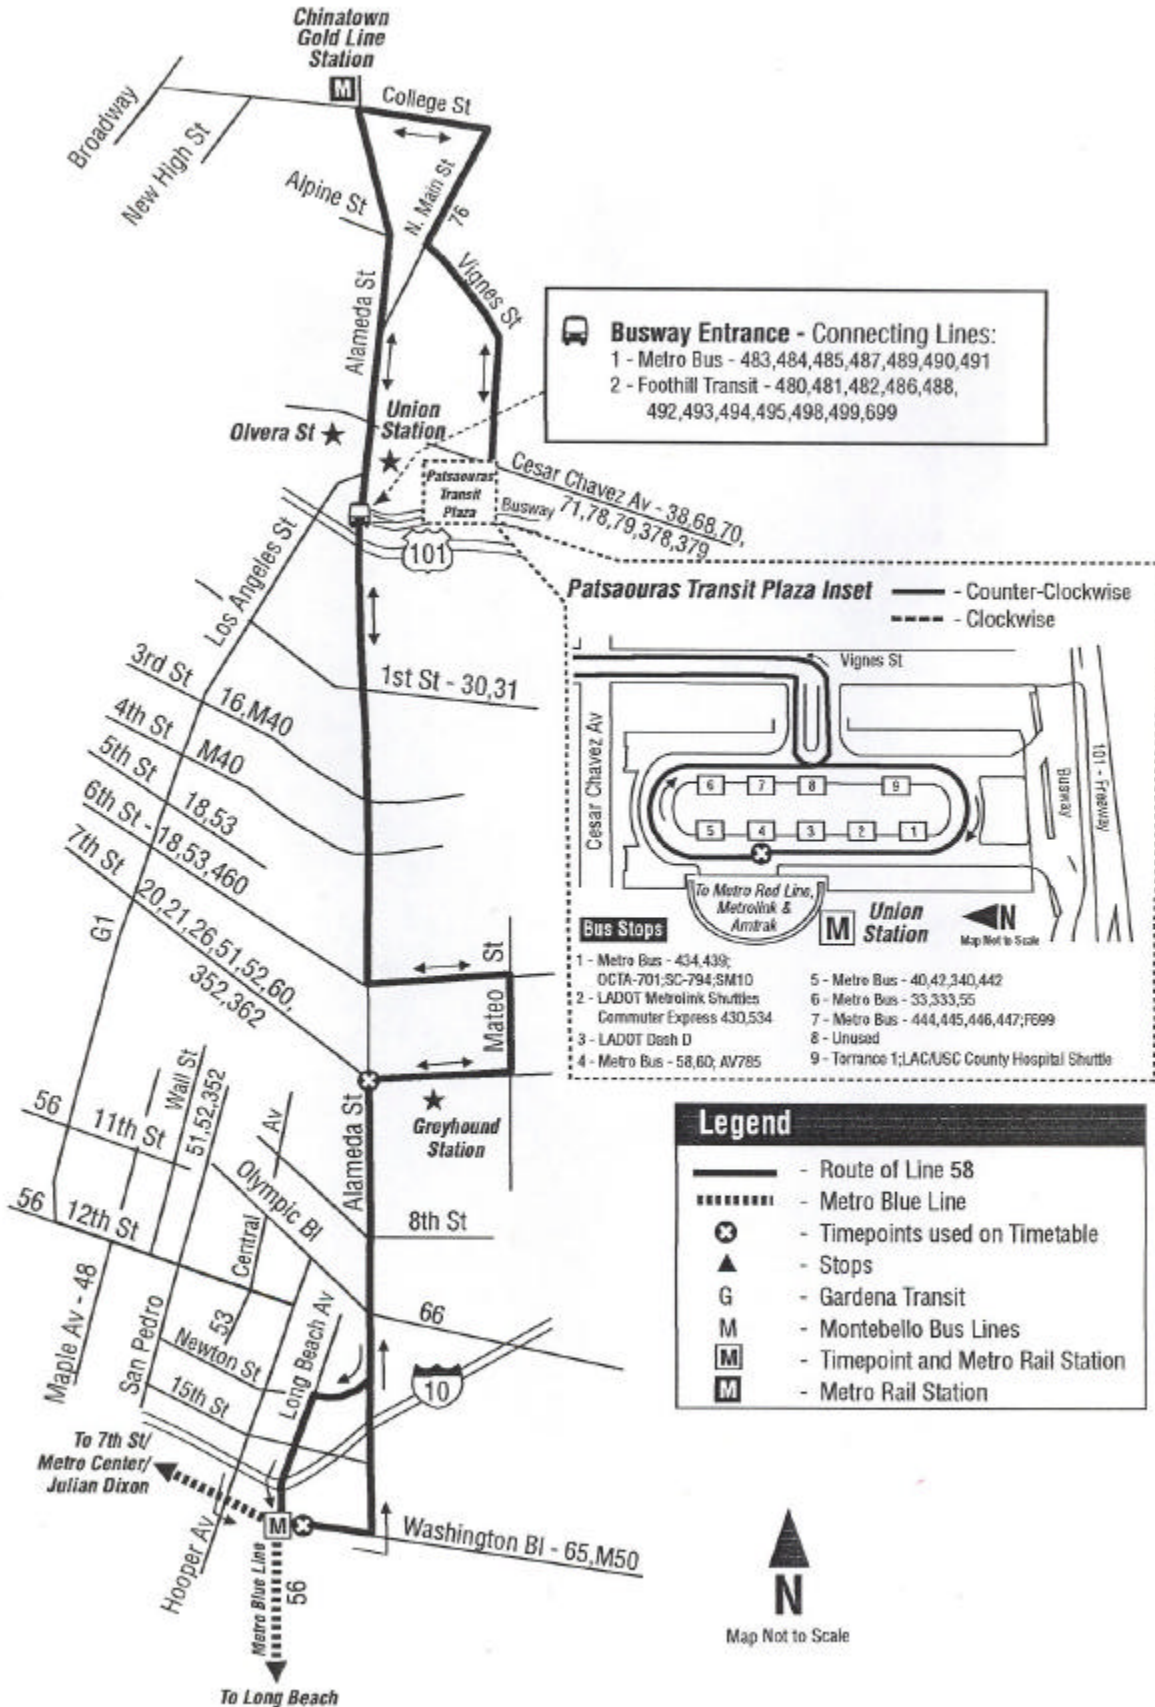 Chinatown
Gold Line
Station
M
College St
Broadway
New High St
Alpine St
N. Main St
76
Vignes St
Alameda St
Busway Entrance - Connecting Lines:
1 - Metro Bus - 483,484,485,487,489,490,491
2 - Foothill Transit - 480,481,482,486,488,
492,493,494,495,498,499,699
Union
Station
Olvera St
Patsaouras
Transit
Plaza
Cesar Chavez Av - 38,68,70,
71,78,79,378,379
Busway
101
Los Angeles St
Patsaouras Transit Plaza Inset
- Counter-Clockwise
- Clockwise
Vignes St
Cesar Chavez Av
Busway
101 - Freeway
6
7
8
9
5
4
3
2
1
To Metro Red Line,
Metrolink &
Amtrak
M
Union
Station
N
Map Not to Scale
Bus Stops
1 - Metro Bus - 434,439;
OCTA-701;SC-794;SM10
2 - LADOT Metrolink Shuttles
Commuter Express 430,534
3 - LADOT Dash D
4 - Metro Bus - 58,60; AV785
5 - Metro Bus - 40,42,340,442
6 - Metro Bus - 33,333,55
7 - Metro Bus - 444,445,446,447;F699
8 - Unused
9 - Torrance 1;LAC/USC County Hospital Shuttle
1st St - 30,31
3rd St
16,M40
4th St
M40
5th St
18,53
6th St - 18,53,460
7th St
20,21,26,51,52,60,
352,362
G1
Mateo St
Greyhound
Station
Alameda St
Wall St
51,52,352
56
11th St
56
12th St
Olympic Bl
Central Av
53
8th St
66
Maple Av - 48
San Pedro
Newton St
15th St
Long Beach Av
10
To 7th St/
Metro Center/
Julian Dixon
Hooper Av
M
Washington Bl - 65,M50
Metro Blue Line
56
To Long Beach
Legend
- Route of Line 58
- Metro Blue Line
- Timepoints used on Timetable
- Stops
G - Gardena Transit
M - Montebello Bus Lines
M - Timepoint and Metro Rail Station
M - Metro Rail Station
N
Map Not to Scale